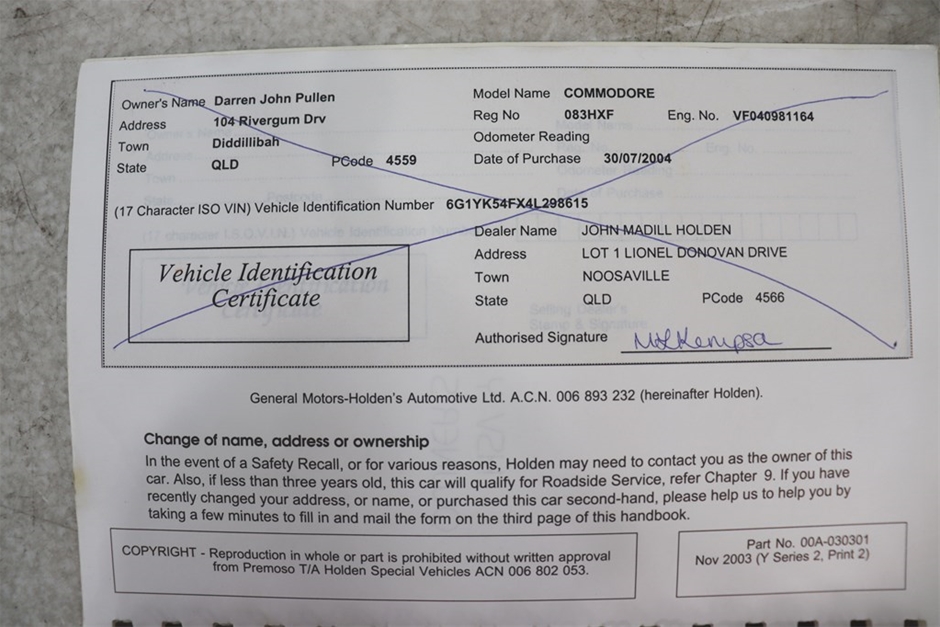 Owner's Name Darren John Pullen
Address 104 Rivergum Drv
Town Diddillibah
State QLD PCode 4559
Model Name COMMODORE
Reg No 083HXF Eng. No. VF040981164
Odometer Reading
Date of Purchase 30/07/2004
(17 Character ISO VIN) Vehicle Identification Number 6G1YK54FX4L298615
Vehicle Identification
Certificate
Dealer Name JOHN MADILL HOLDEN
Address LOT 1 LIONEL DONOVAN DRIVE
Town NOOSAVILLE
State QLD PCode 4566
Authorised Signature
General Motors-Holden's Automotive Ltd. A.C.N. 006 893 232 (hereinafter Holden).
Change of name, address or ownership
In the event of a Safety Recall, or for various reasons, Holden may need to contact you as the owner of this
car. Also, if less than three years old, this car will qualify for Roadside Service, refer Chapter 9. If you have
recently changed your address, or name, or purchased this car second-hand, please help us to help you by
taking a few minutes to fill in and mail the form on the third page of this handbook.
COPYRIGHT - Reproduction in whole or part is prohibited without written approval
from Premoso T/A Holden Special Vehicles ACN 006 802 053.
Part No. 00A-030301
Nov 2003 (Y Series 2, Print 2)